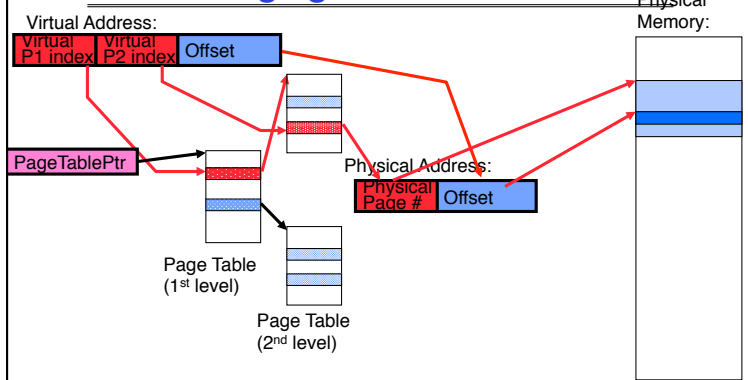 Physical
Memory:
Virtual Address:
Virtual
P1 index
Virtual
P2 index
Offset
PageTablePtr
Physical Address:
Physical
Page #
Offset
Page Table
(1st level)
Page Table
(2nd level)